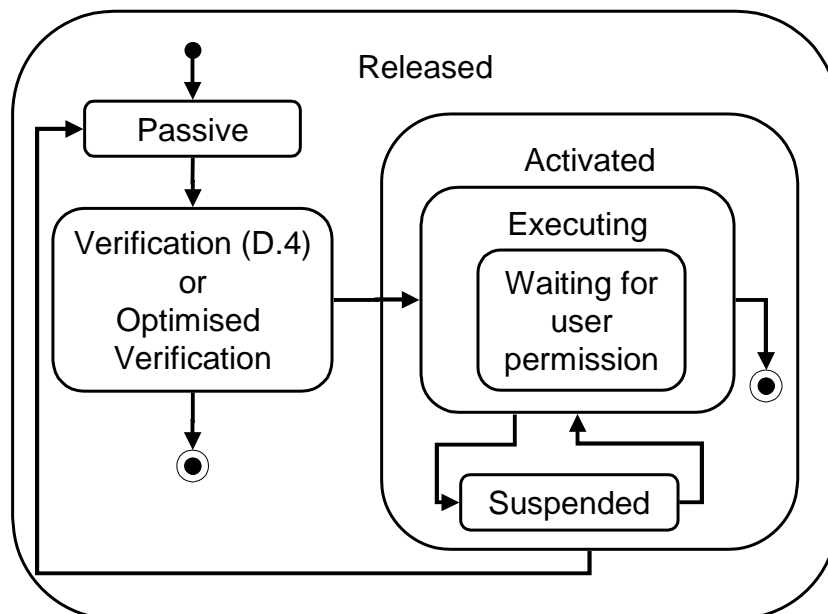 Released
Passive
Verification (D.4)
or
Optimised
Verification
Activated
Executing
Waiting for
user
permission
Suspended